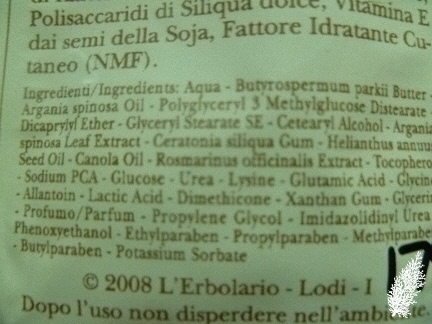 Polisaccaridi di Siliqua dolce, Vitamina E
dai semi della Soja, Fattore Idratante Cu-
taneo (NMF).
Ingredienti/Ingredients: Aqua - Butyrospermum parkii Butter -
Argania spinosa Oil - Polyglyceryl 3 Methylglucose Distearate -
Dicaprylyl Ether - Glyceryl Stearate SE - Cetearyl Alcohol - Argania
spinosa Leaf Extract - Ceratonia siliqua Gum - Helianthus annuus
Seed Oil - Canola Oil - Rosmarinus officinalis Extract - Tocophero
- Sodium PCA - Glucose - Urea - Lysine - Glutamic Acid - Glycine
- Allantoin - Lactic Acid - Dimethicone - Xanthan Gum - Glycerin
- Profumo/Parfum - Propylene Glycol - Imidazolidinyl Urea
Phenoxyethanol - Ethylparaben - Propylparaben - Methylparaben
- Butylparaben - Potassium Sorbate
17
© 2008 L'Erbolario - Lodi - I
Dopo l'uso non disperdere nell'ambiente.